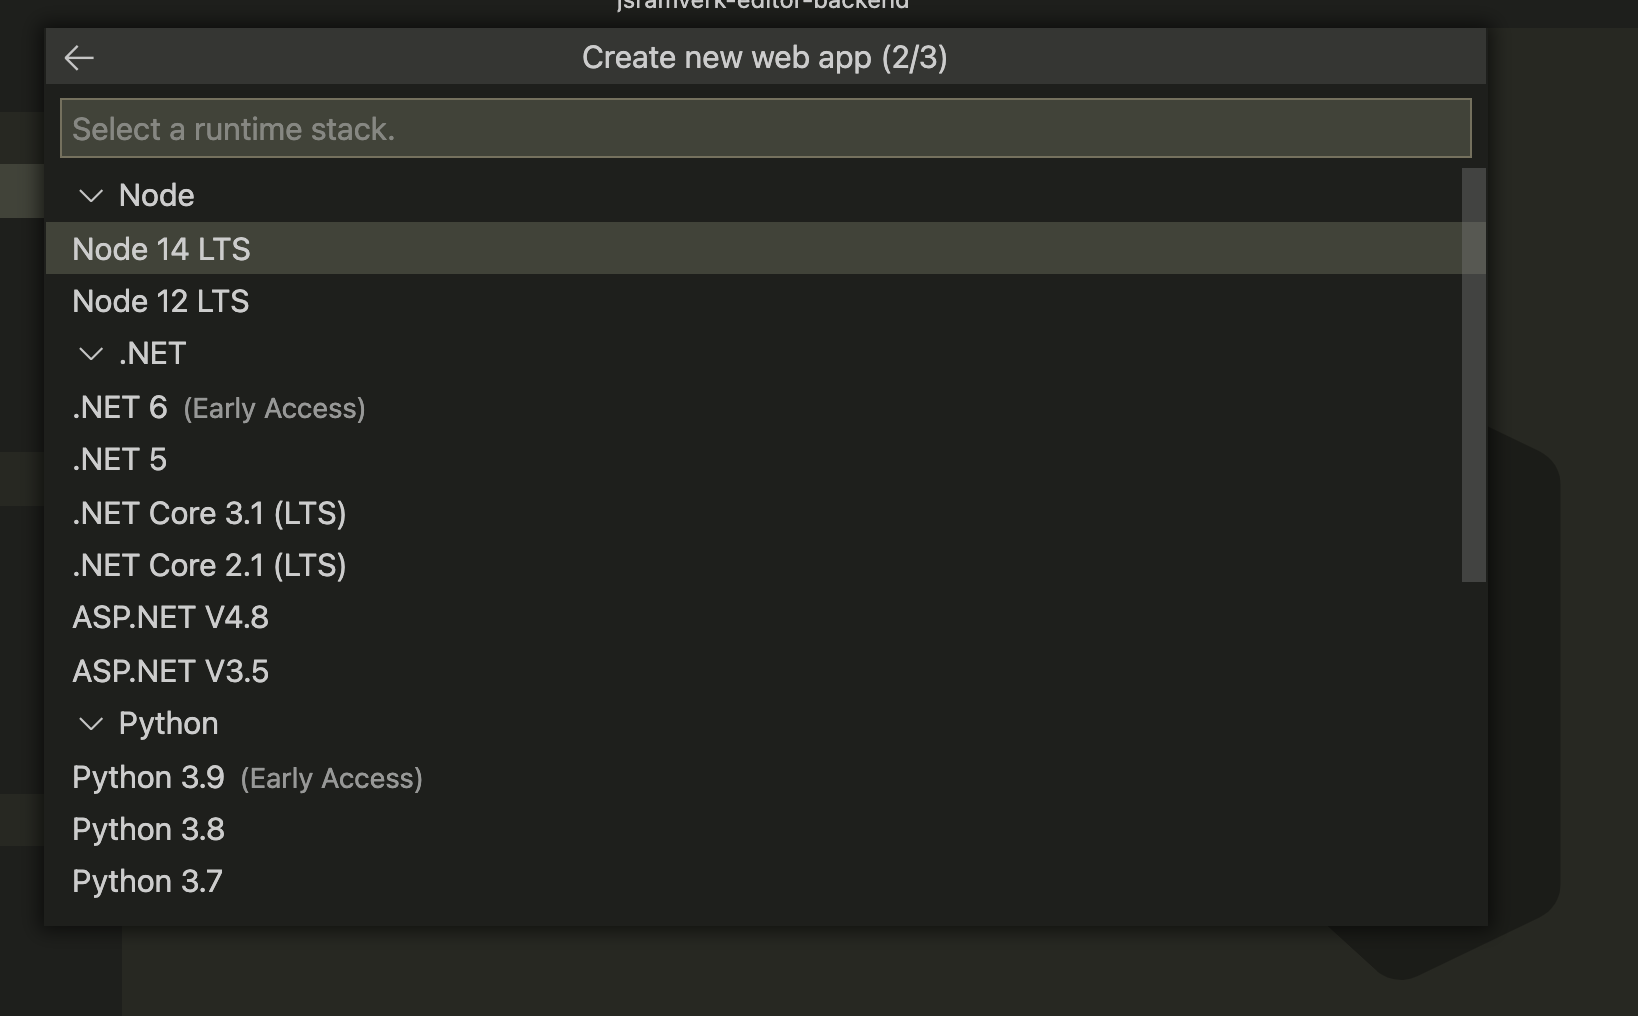 jsramverk-editor-backend
Create new web app (2/3)
Select a runtime stack.
Node
Node 14 LTS
Node 12 LTS
.NET
.NET 6 (Early Access)
.NET 5
.NET Core 3.1 (LTS)
.NET Core 2.1 (LTS)
ASP.NET V4.8
ASP.NET V3.5
Python
Python 3.9 (Early Access)
Python 3.8
Python 3.7